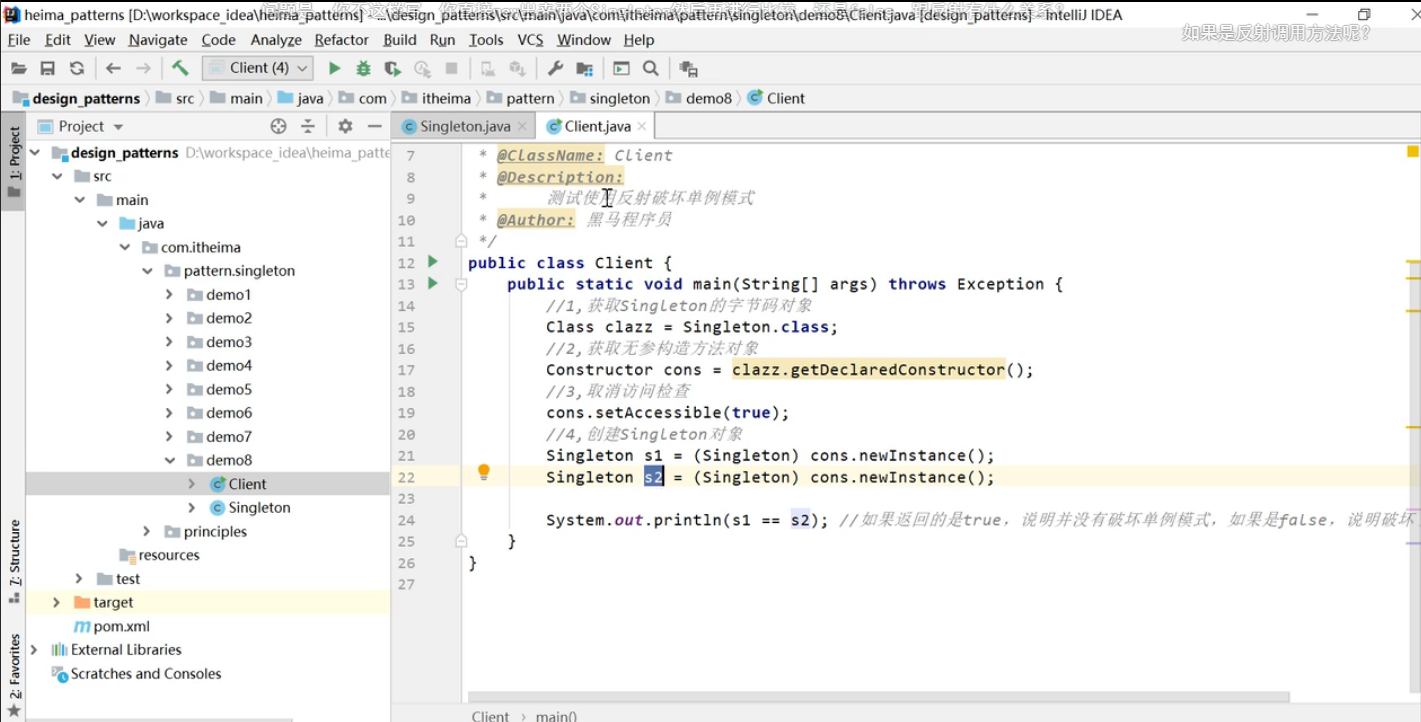 heima_patterns [D:\workspace_idea\heima_patterns] - ...\design_patterns\src\main\java\com\itheima\pattern\singleton\demo8\Client.java [design_patterns] - IntelliJ IDEA
如果是反射调用方法呢?
File Edit View Navigate Code Analyze Refactor Build Run Tools VCS Window Help
Client (4)
design_patterns src main java com itheima pattern singleton demo8 Client
Project
Singleton.java Client.java
1: Project
7: Structure
2: Favorites
design_patterns D:\workspace_idea\heima_patte
src
main
java
com.itheima
pattern.singleton
demo1
demo2
demo3
demo4
demo5
demo6
demo7
demo8
Client
Singleton
principles
resources
test
target
pom.xml
External Libraries
Scratches and Consoles
7 * @ClassName: Client
8 * @Description:
9 * 测试使用反射破坏单例模式
10 * @Author: 黑马程序员
11 */
12 public class Client {
13 public static void main(String[] args) throws Exception {
14 //1,获取Singleton的字节码对象
15 Class clazz = Singleton.class;
16 //2,获取无参构造方法对象
17 Constructor cons = clazz.getDeclaredConstructor();
18 //3,取消访问检查
19 cons.setAccessible(true);
20 //4,创建Singleton对象
21 Singleton s1 = (Singleton) cons.newInstance();
22 Singleton s2 = (Singleton) cons.newInstance();
23
24 System.out.println(s1 == s2); //如果返回的是true，说明并没有破坏单例模式，如果是false，说明破坏
25 }
26 }
27
Client › main()